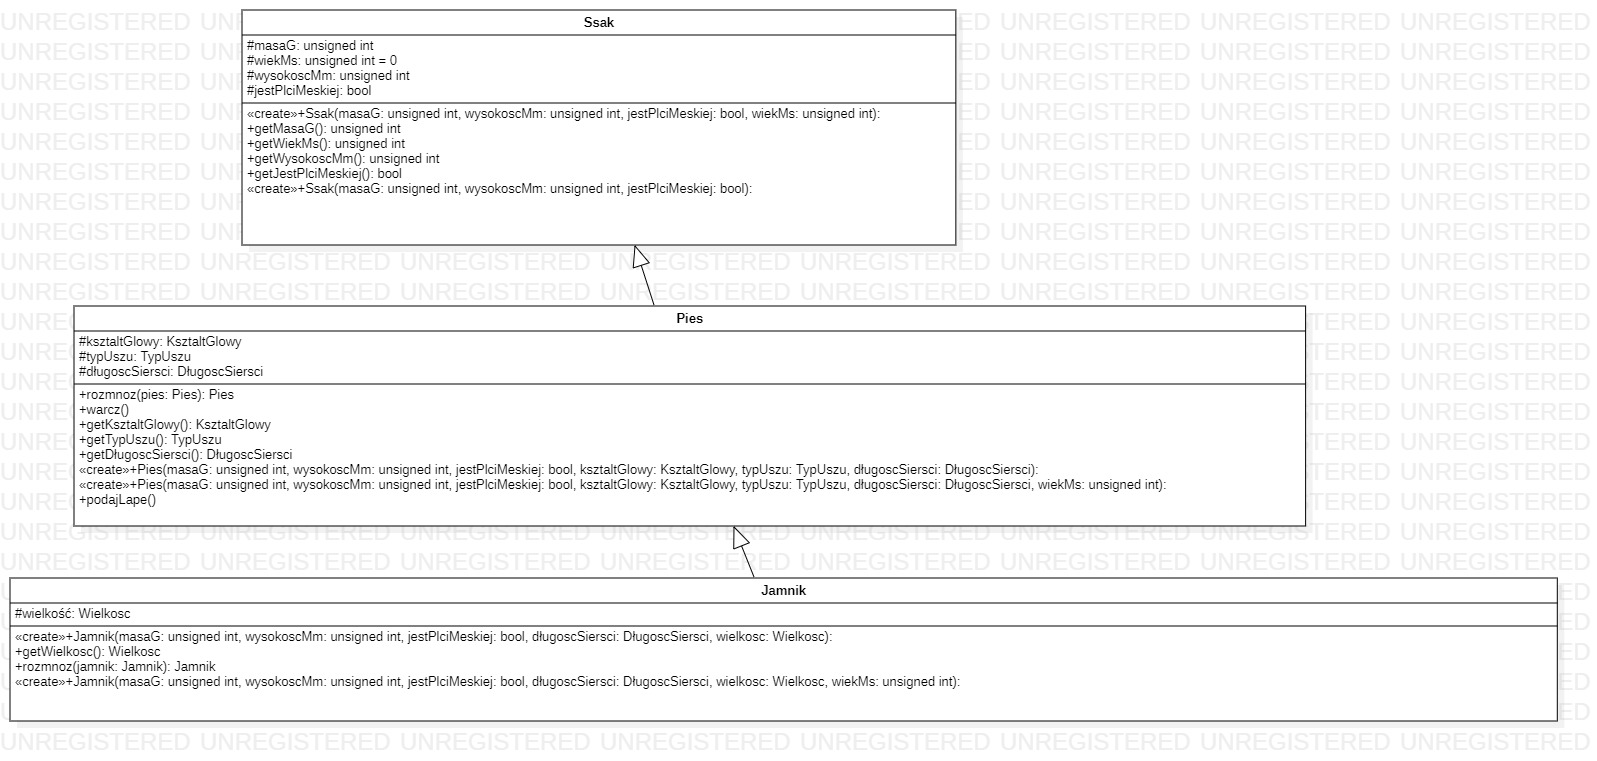 Ssak
#masaG: unsigned int
#wiekMs: unsigned int = 0
#wysokoscMm: unsigned int
#jestPlciMeskiej: bool
«create»+Ssak(masaG: unsigned int, wysokoscMm: unsigned int, jestPlciMeskiej: bool, wiekMs: unsigned int):
+getMasaG(): unsigned int
+getWiekMs(): unsigned int
+getWysokoscMm(): unsigned int
+getJestPlciMeskiej(): bool
«create»+Ssak(masaG: unsigned int, wysokoscMm: unsigned int, jestPlciMeskiej: bool):
Pies
#ksztaltGlowy: KsztaltGlowy
#typUszu: TypUszu
#długoscSiersci: DługoscSiersci
+rozmnoz(pies: Pies): Pies
+warcz()
+getKsztaltGlowy(): KsztaltGlowy
+getTypUszu(): TypUszu
+getDługoscSiersci(): DługoscSiersci
«create»+Pies(masaG: unsigned int, wysokoscMm: unsigned int, jestPlciMeskiej: bool, ksztaltGlowy: KsztaltGlowy, typUszu: TypUszu, długoscSiersci: DługoscSiersci):
«create»+Pies(masaG: unsigned int, wysokoscMm: unsigned int, jestPlciMeskiej: bool, ksztaltGlowy: KsztaltGlowy, typUszu: TypUszu, długoscSiersci: DługoscSiersci, wiekMs: unsigned int):
+podajLape()
Jamnik
#wielkość: Wielkosc
«create»+Jamnik(masaG: unsigned int, wysokoscMm: unsigned int, jestPlciMeskiej: bool, długoscSiersci: DługoscSiersci, wielkosc: Wielkosc):
+getWielkosc(): Wielkosc
+rozmnoz(jamnik: Jamnik): Jamnik
«create»+Jamnik(masaG: unsigned int, wysokoscMm: unsigned int, jestPlciMeskiej: bool, długoscSiersci: DługoscSiersci, wielkosc: Wielkosc, wiekMs: unsigned int):
UNREGISTERED UNREGISTERED UNREGISTERED UNREGISTERED UNREGISTERED UNREGISTERED UNREGISTERED UNREGISTERED